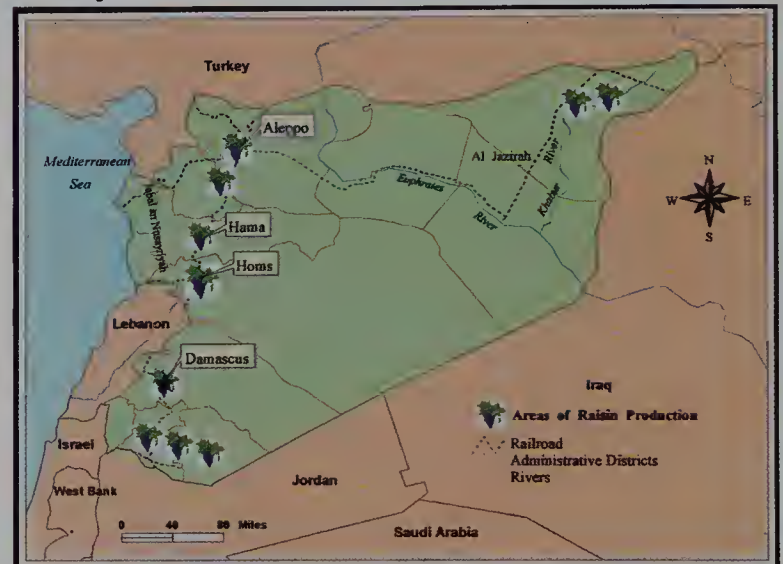 Turkey
Aleppo
Mediterranean
Sea
Al Jazirah
River
Euphrates
River
Khabur
N
W
E
S
Jabal an Nusayriyah
Hama
Homs
Lebanon
Damascus
Iraq
Areas of Raisin Production
Railroad
Administrative Districts
Rivers
Israel
West Bank
Jordan
0 40 80 Miles
Saudi Arabia